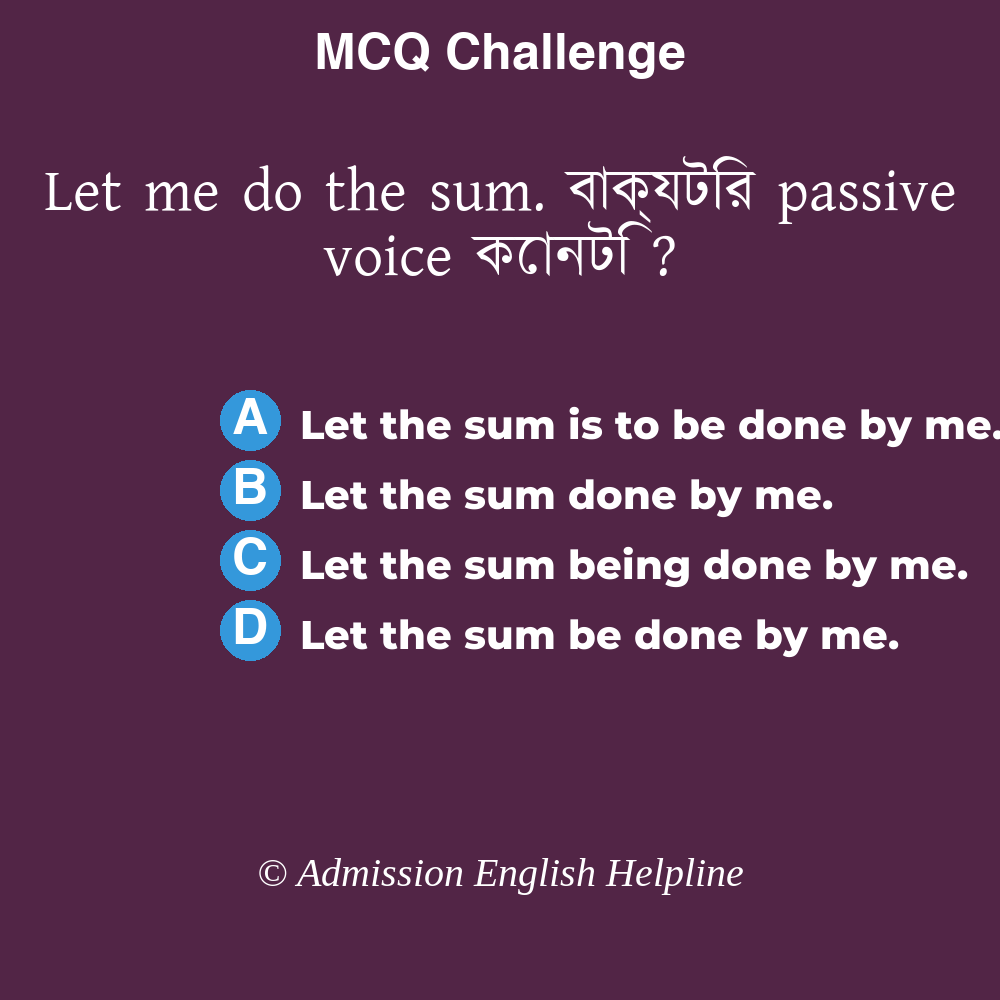 MCQ Challenge
Let me do the sum. বাক্যটির passive
voice কোনটি ?
A Let the sum is to be done by me.
B Let the sum done by me.
C Let the sum being done by me.
D Let the sum be done by me.
© Admission English Helpline